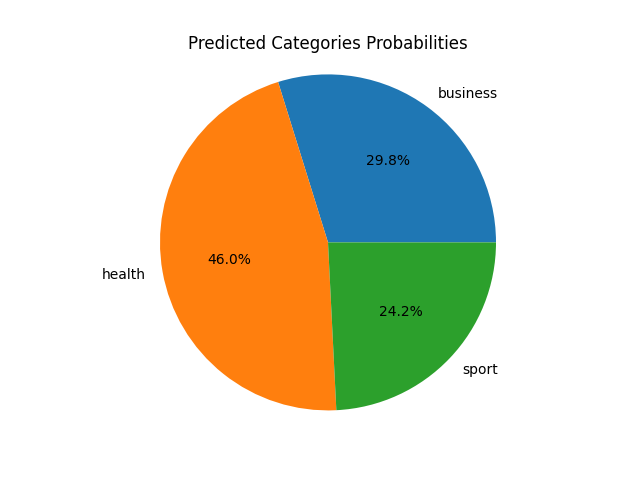 Predicted Categories Probabilities
business
29.8%
46.0%
health
24.2%
sport